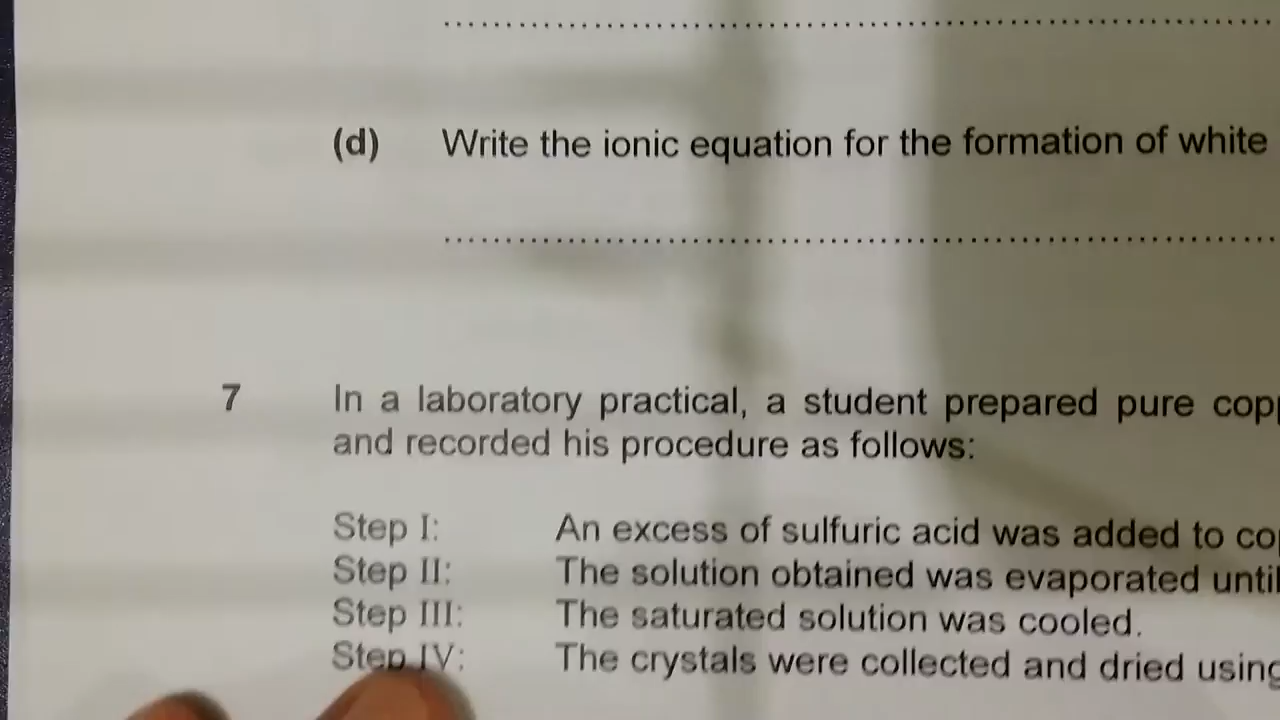 (d) Write the ionic equation for the formation of white
7 In a laboratory practical, a student prepared pure
and recorded his procedure as follows:
Step I: An excess of sulfuric acid was added to
Step II: The solution obtained was evaporated until
Step III: The saturated solution was cooled.
Step IV: The crystals were collected and dried using